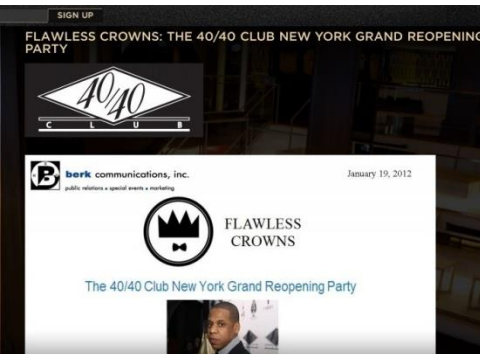 SIGN UP
FLAWLESS CROWNS: THE 40/40 CLUB NEW YORK GRAND REOPENING
PARTY
40/40
CLUB
B
berk communications, inc.
public relations • special events • marketing
January 19, 2012
FLAWLESS
CROWNS
The 40/40 Club New York Grand Reopening Party